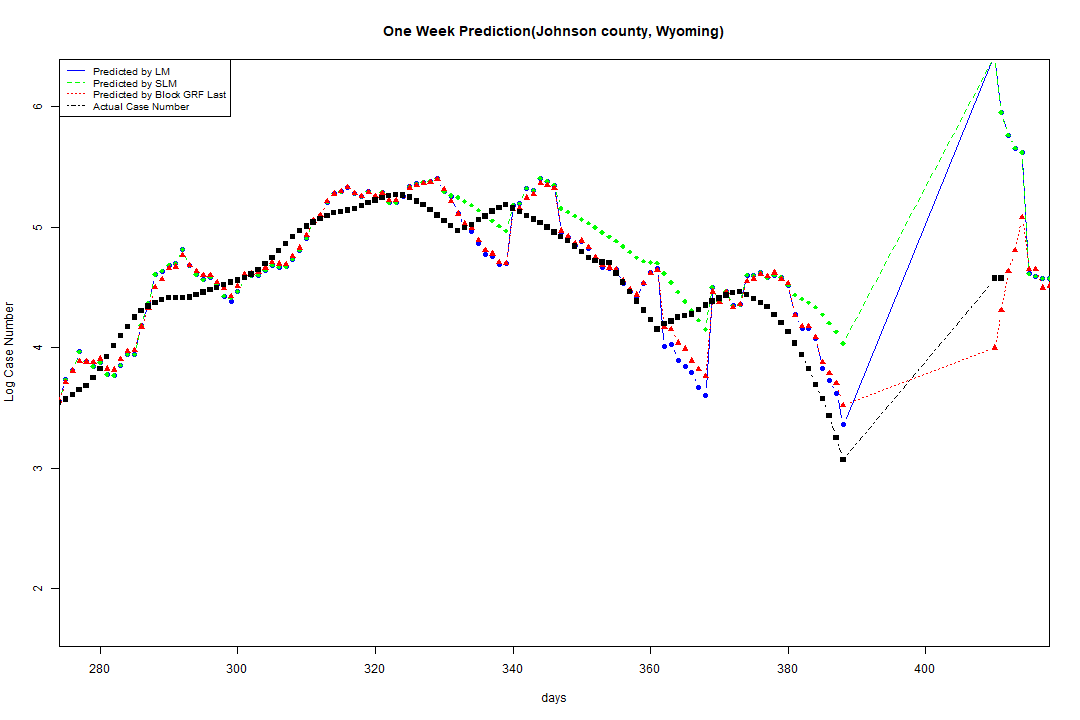 One Week Prediction(Johnson county, Wyoming)
Predicted by LM
Predicted by SLM
Predicted by Block GRF Last
Actual Case Number
6
5
4
3
2
Log Case Number
280 300 320 340 360 380 400
days